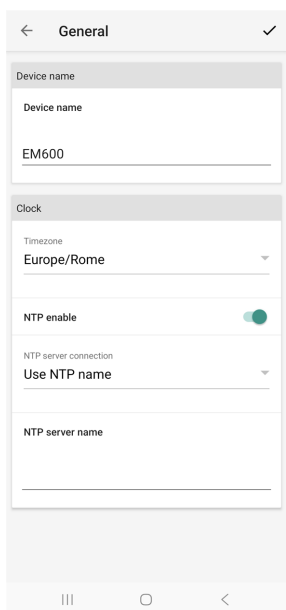 General
Device name
Device name
EM600
Clock
Timezone
Europe/Rome
NTP enable
NTP server connection
Use NTP name
NTP server name